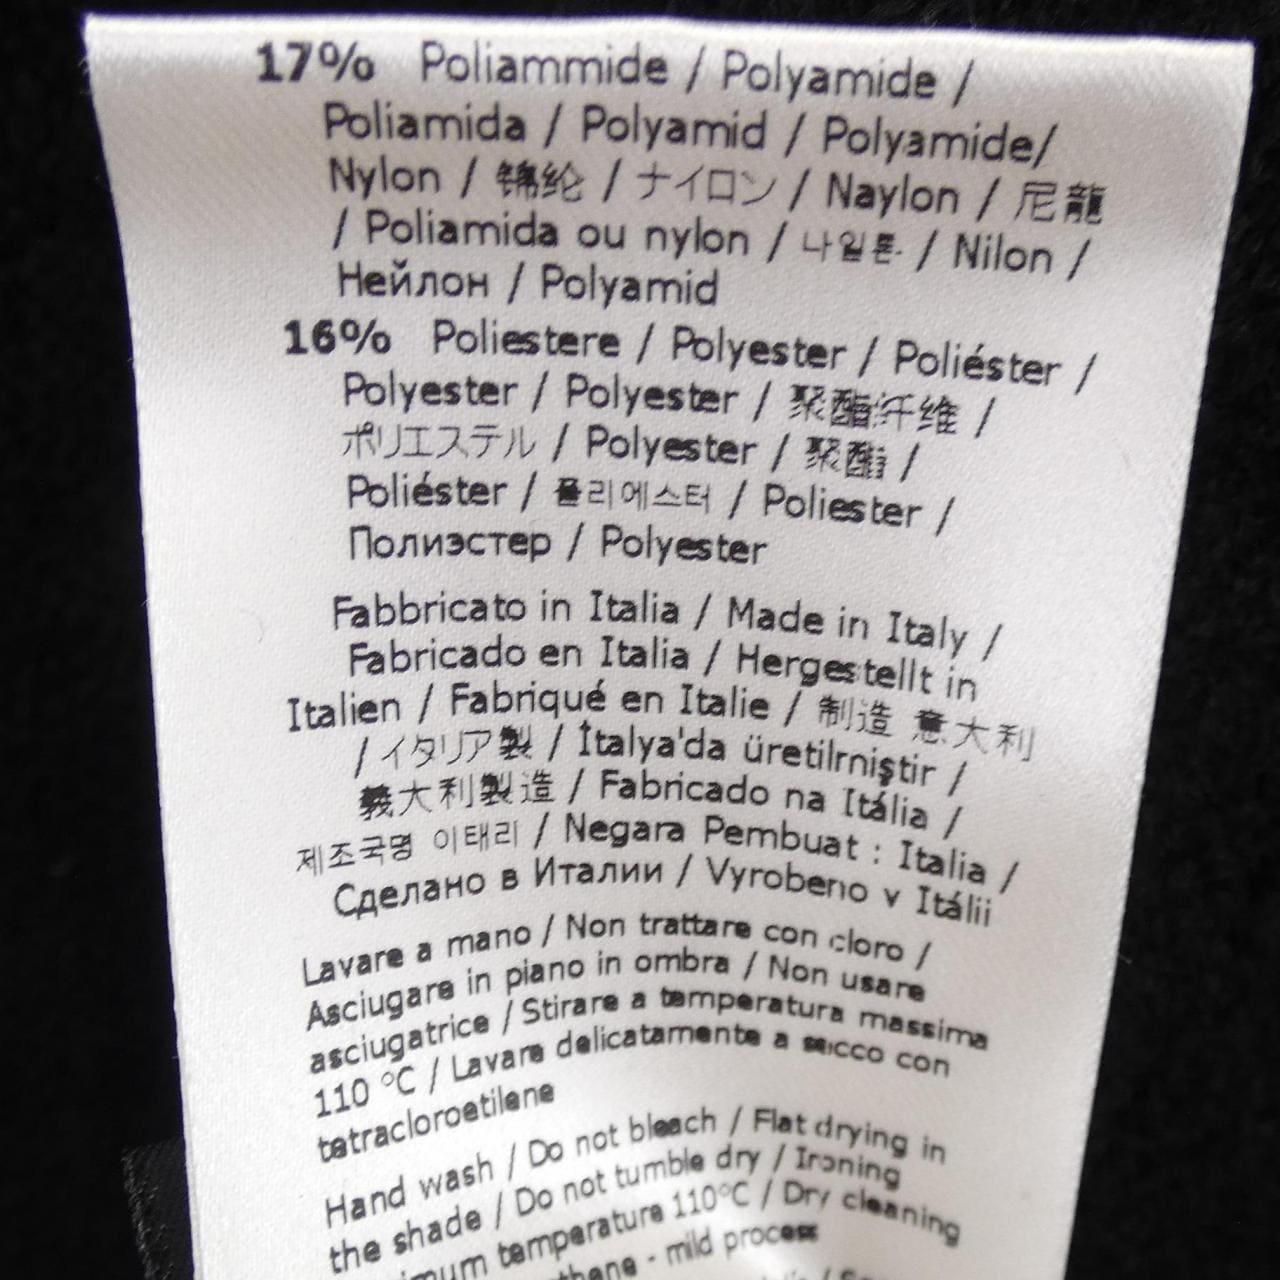 17% Poliammide / Polyamide /
Poliamida / Polyamid / Polyamide/
Nylon / 锦纶 / ナイロン / Naylon / 尼龍
/ Poliamida ou nylon / 나일론 / Nilon /
Нейлон / Polyamid
16% Poliestere / Polyester / Poliéster /
Polyester / Polyester / 聚酯纤维 /
ポリエステル / Polyester / 聚酯 /
Poliéster / 폴리에스터 / Poliester /
Полиэстер / Polyester
Fabbricato in Italia / Made in Italy /
Fabricado en Italia / Hergestellt in
Italien / Fabriqué en Italie / 制造 意大利
/ イタリア製 / İtalya'da üretilmiştir /
義大利製造 / Fabricado na Itália /
제조국명 이태리 / Negara Pembuat : Italia /
Сделано в Италии / Vyrobeno v Itálii
Lavare a mano / Non trattare con cloro /
Asciugare in piano in ombra / Non usare
asciugatrice / Stirare a temperatura massima
110 °C / Lavare delicatamente a secco con
tetracloroetilene
Hand wash / Do not bleach / Flat drying in
the shade / Do not tumble dry / Ironing
temperature 110°C / Dry cleaning
- mild process